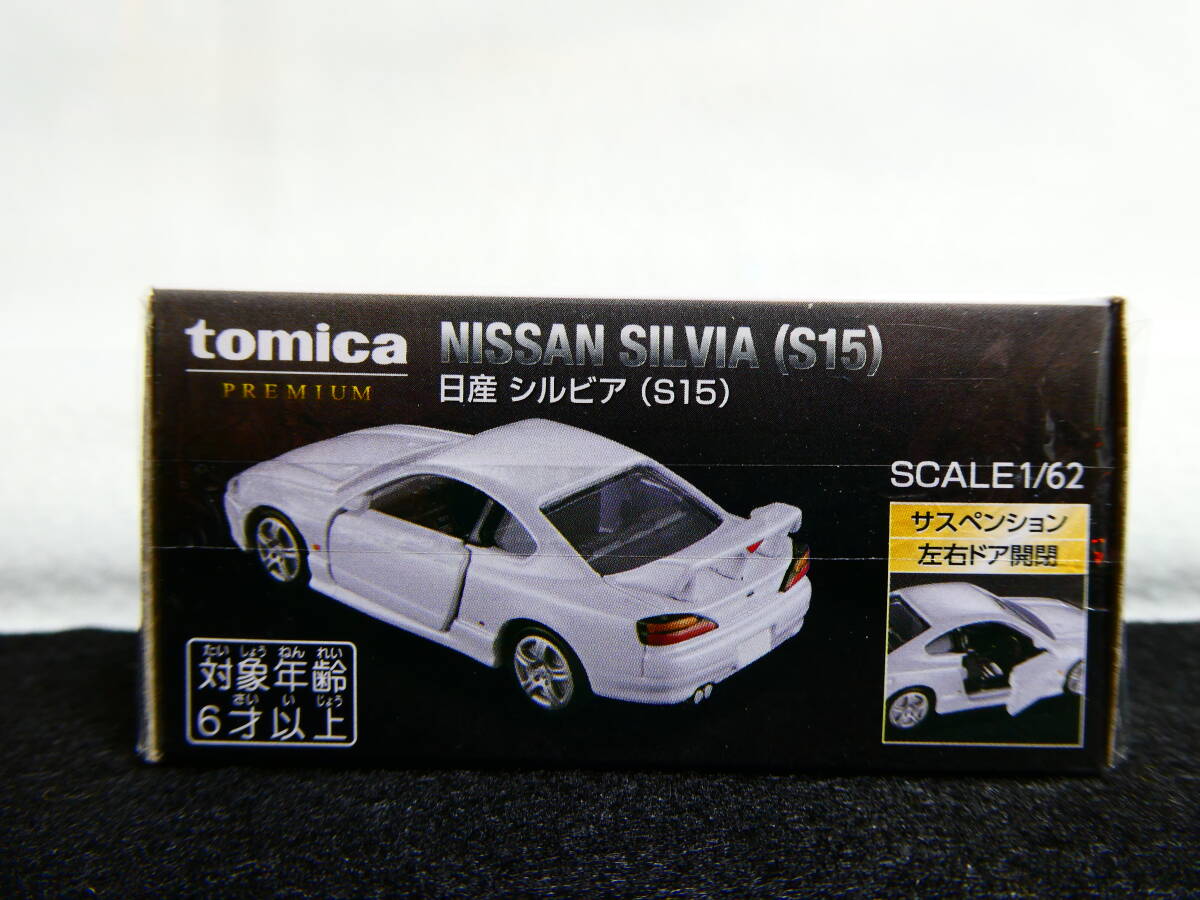 tomica
PREMIUM
NISSAN SILVIA (S15)
日産 シルビア (S15)
SCALE 1/62
サスペンション
左右ドア開閉
たい しょう ねん れい
対象年齢
さい い じょう
6才以上